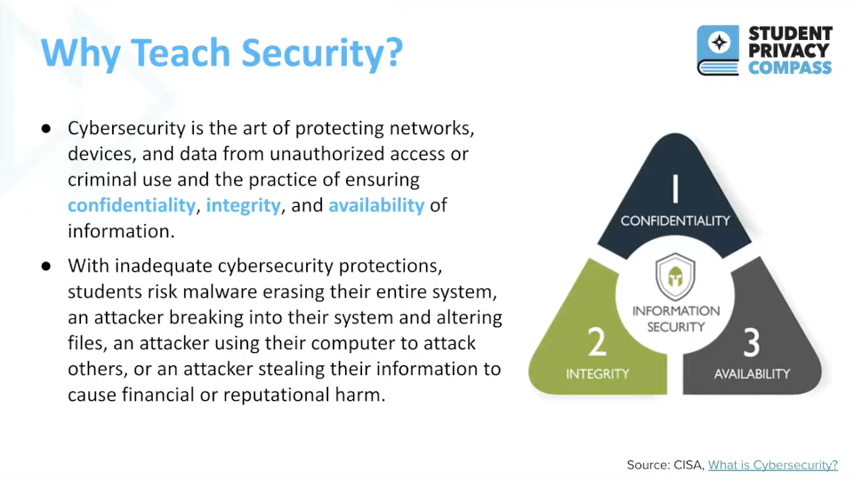 Why Teach Security?
STUDENT
PRIVACY
COMPASS
● Cybersecurity is the art of protecting networks,
devices, and data from unauthorized access or
criminal use and the practice of ensuring
confidentiality, integrity, and availability of
information.
● With inadequate cybersecurity protections,
students risk malware erasing their entire system,
an attacker breaking into their system and altering
files, an attacker using their computer to attack
others, or an attacker stealing their information to
cause financial or reputational harm.
1
CONFIDENTIALITY
INFORMATION
SECURITY
2
INTEGRITY
3
AVAILABILITY
Source: CISA, What is Cybersecurity?